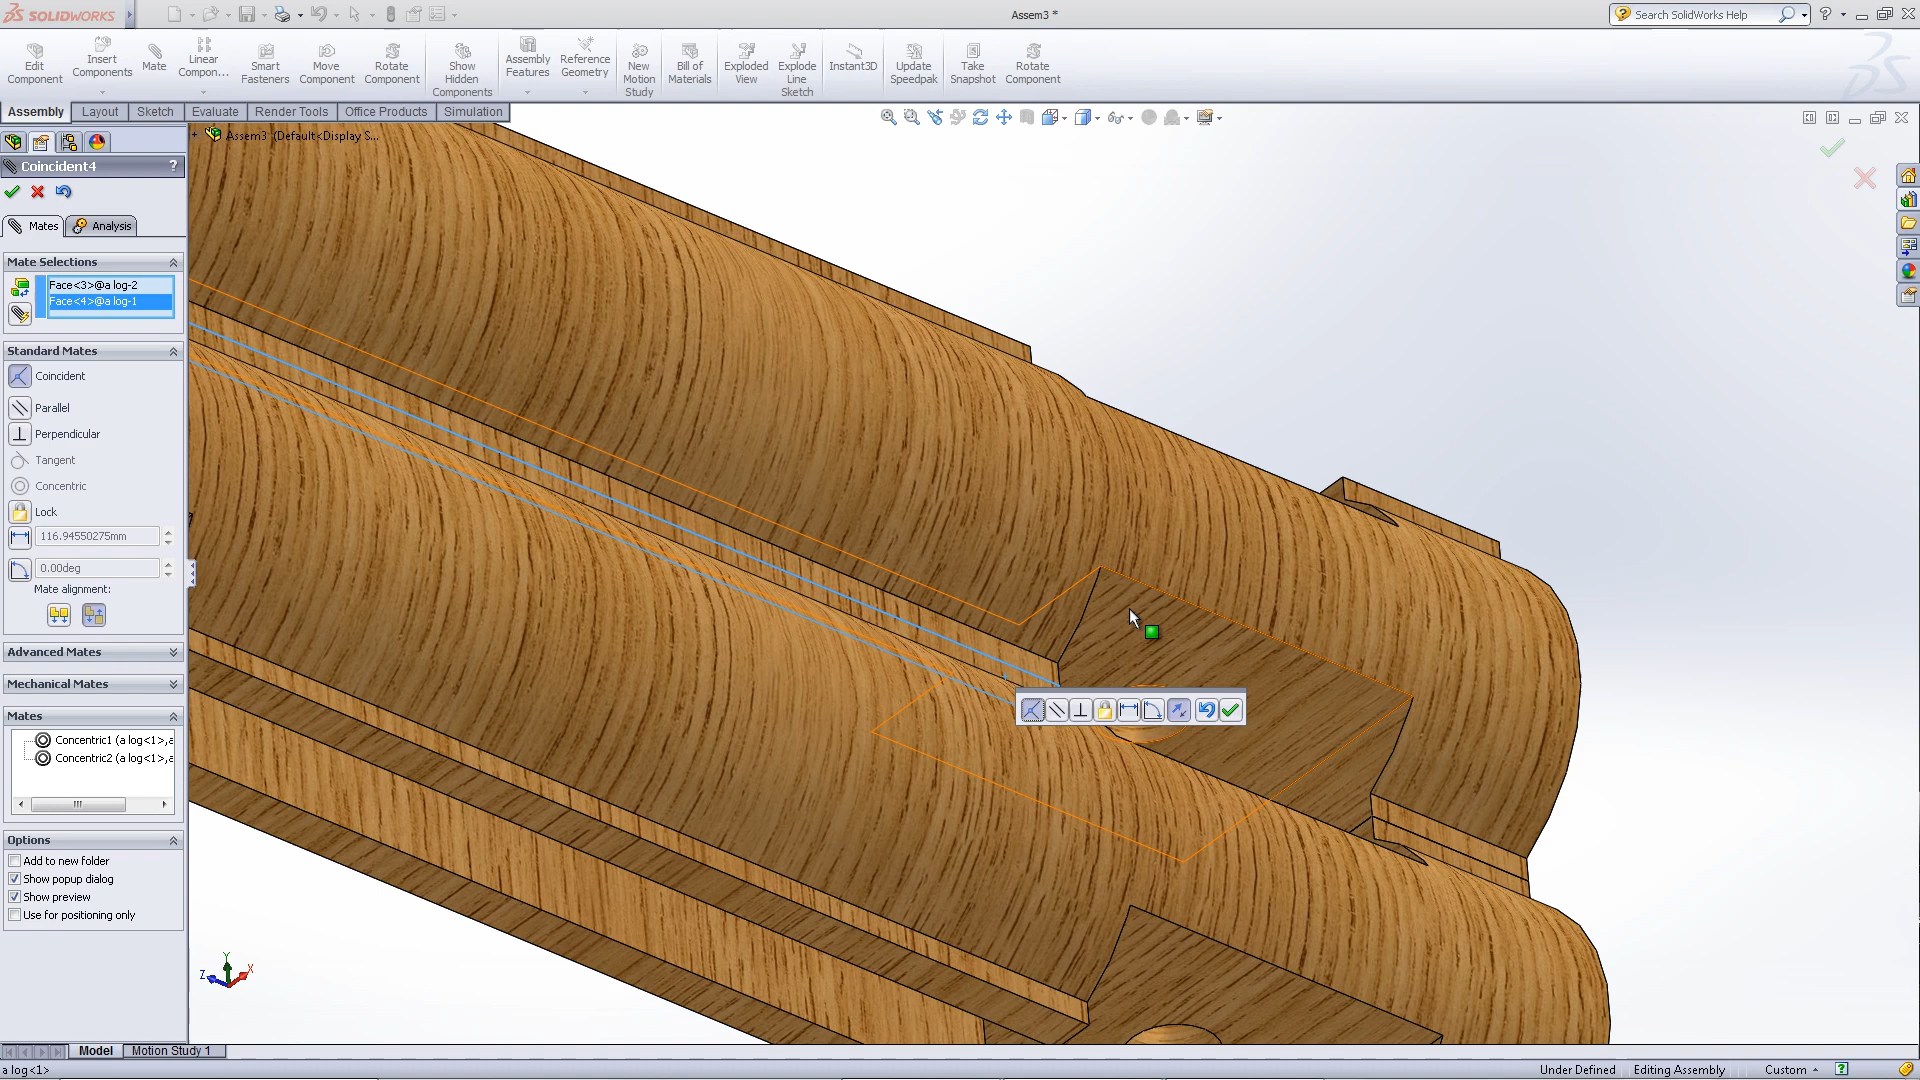 SOLIDWORKS
Assem3 *
Search SolidWorks Help
Edit Component
Insert Components
Mate
Linear Compon...
Smart Fasteners
Move Component
Rotate Component
Show Hidden Components
Assembly Features
Reference Geometry
New Motion Study
Bill of Materials
Exploded View
Explode Line Sketch
Instant3D
Update Speedpak
Take Snapshot
Rotate Component
Assembly
Layout
Sketch
Evaluate
Render Tools
Office Products
Simulation
Assem3 (Default<Display S...
Coincident4
?
Mates
Analysis
Mate Selections
Face<3>@a log-2
Face<4>@a log-1
Standard Mates
Coincident
Parallel
Perpendicular
Tangent
Concentric
Lock
116.94550275mm
0.00deg
Mate alignment:
Advanced Mates
Mechanical Mates
Mates
Concentric1 (a log<1>,a
Concentric2 (a log<1>,a
Options
Add to new folder
Show popup dialog
Show preview
Use for positioning only
Y
Z
X
Model
Motion Study 1
a log<1>
Under Defined
Editing Assembly
Custom
?